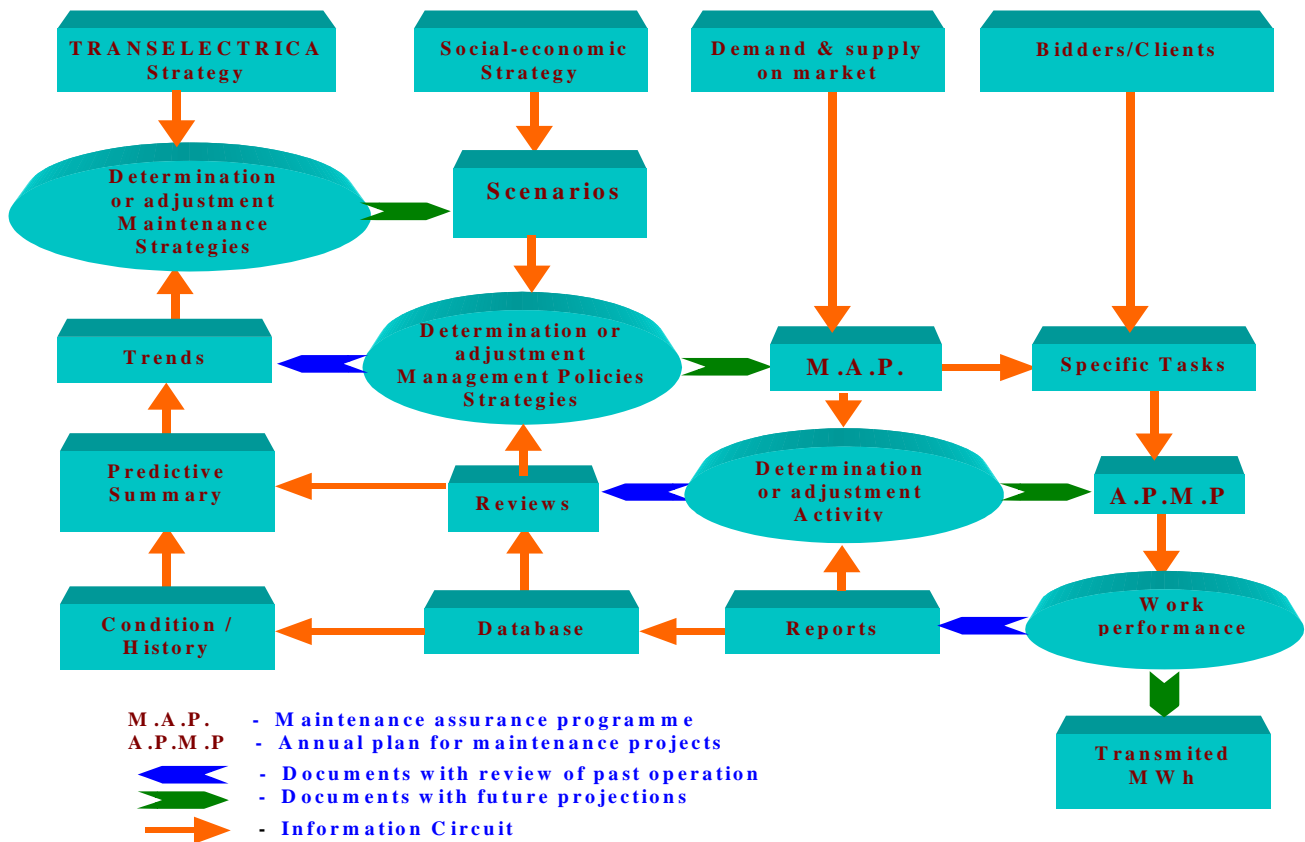 TRANSELECTRICA
Strategy
Social-economic
Strategy
Demand & supply
on market
Bidders/Clients
Determination
or adjustment
Maintenance
Strategies
Scenarios
Trends
Determination or
adjustment
Management Policies
Strategies
M.A.P.
Specific Tasks
Predictive
Summary
Reviews
Determination
or adjustment
Activity
A.P.M.P
Condition /
History
Database
Reports
Work
performance
Transmited
MWh
M.A.P. - Maintenance assurance programme
A.P.M.P - Annual plan for maintenance projects
- Documents with review of past operation
- Documents with future projections
- Information Circuit